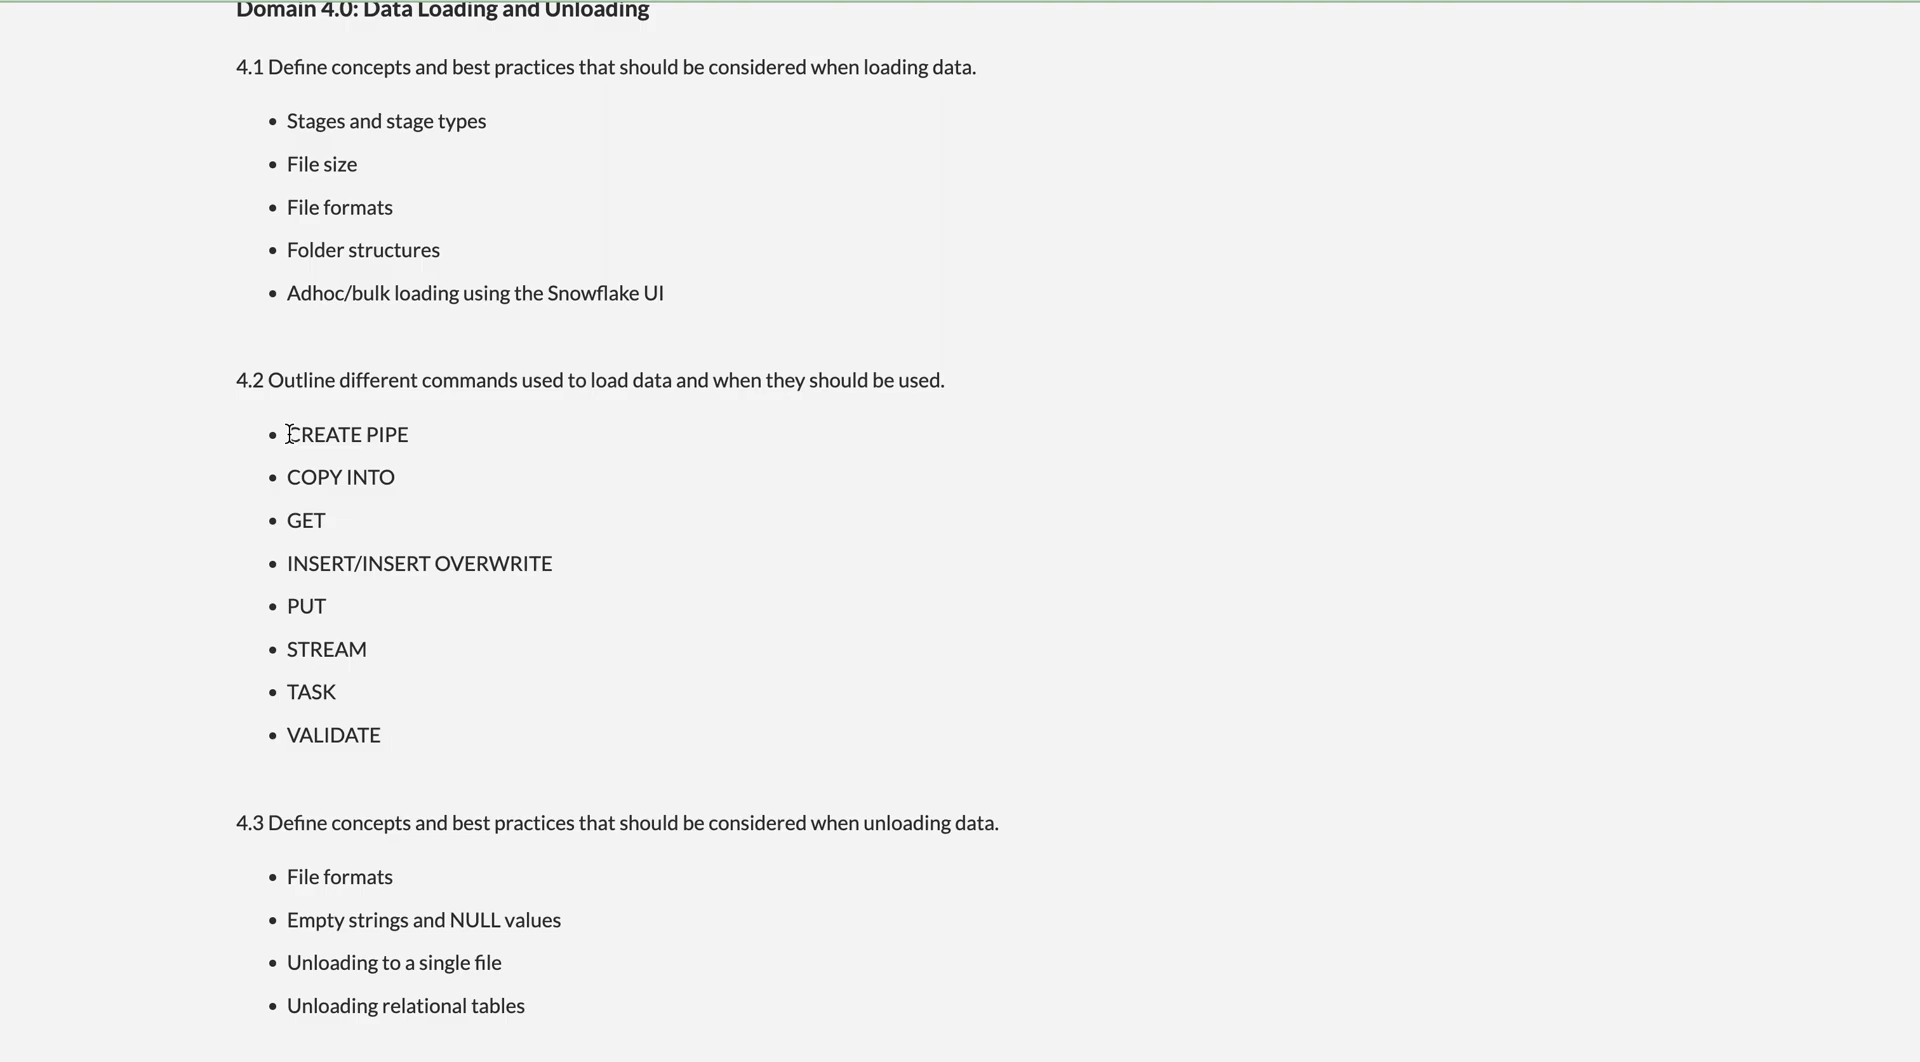 Domain 4.0: Data Loading and Unloading
4.1 Define concepts and best practices that should be considered when loading data.
• Stages and stage types
• File size
• File formats
• Folder structures
• Adhoc/bulk loading using the Snowflake UI
4.2 Outline different commands used to load data and when they should be used.
• CREATE PIPE
• COPY INTO
• GET
• INSERT/INSERT OVERWRITE
• PUT
• STREAM
• TASK
• VALIDATE
4.3 Define concepts and best practices that should be considered when unloading data.
• File formats
• Empty strings and NULL values
• Unloading to a single file
• Unloading relational tables